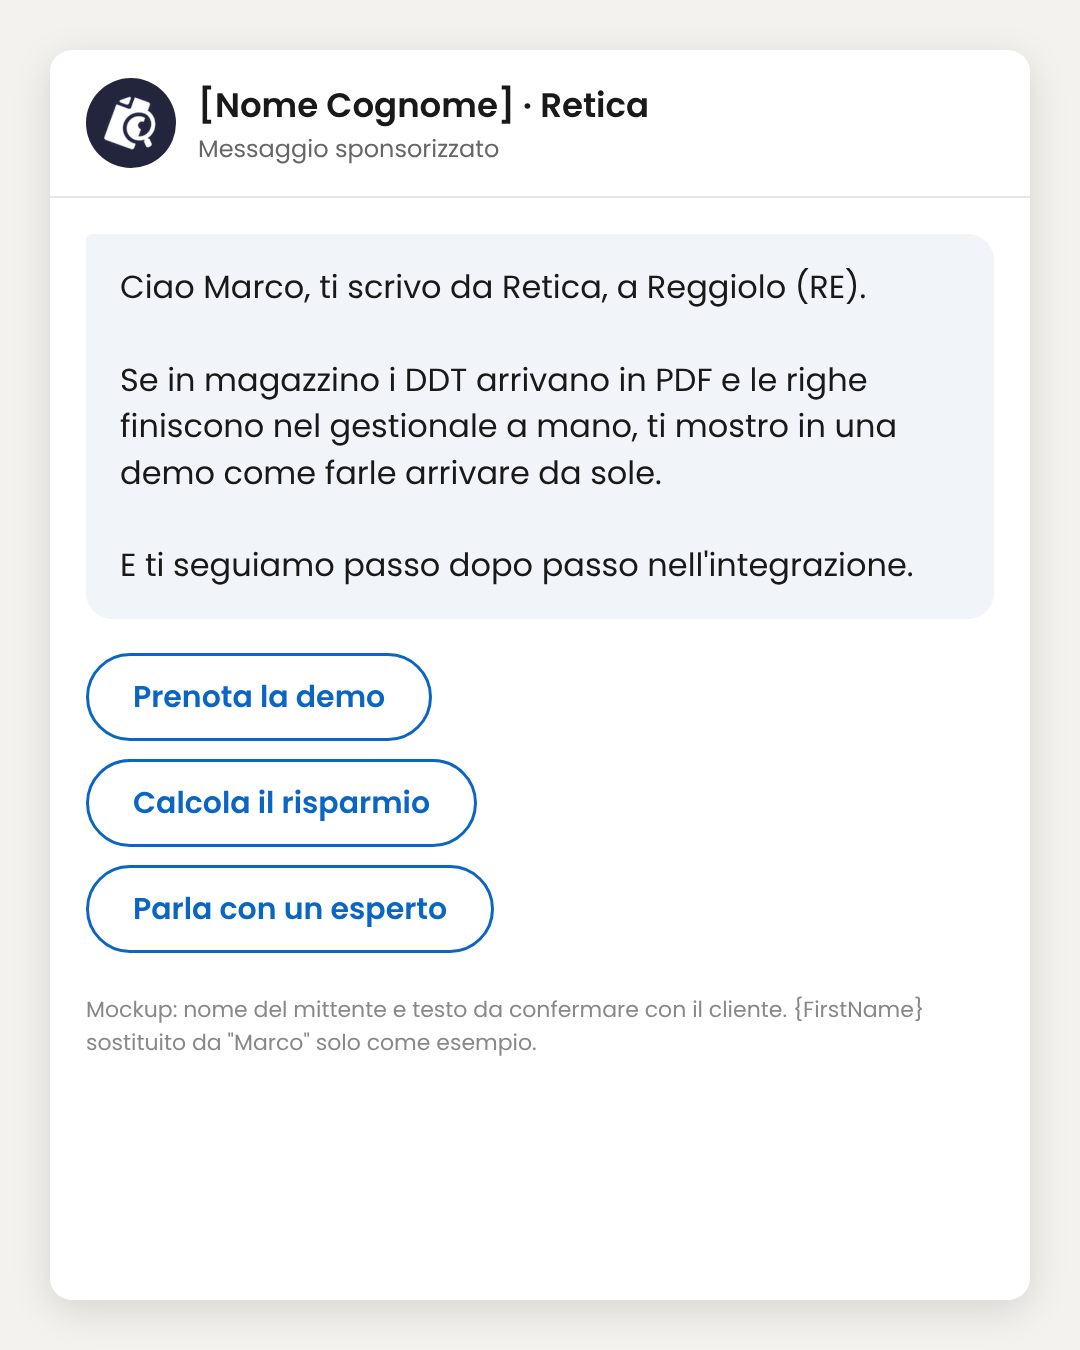 [Nome Cognome] · Retica
Messaggio sponsorizzato
Ciao Marco, ti scrivo da Retica, a Reggiolo (RE).
Se in magazzino i DDT arrivano in PDF e le righe
finiscono nel gestionale a mano, ti mostro in una
demo come farle arrivare da sole.
E ti seguiamo passo dopo passo nell'integrazione.
Prenota la demo
Calcola il risparmio
Parla con un esperto
Mockup: nome del mittente e testo da confermare con il cliente. {FirstName}
sostituito da "Marco" solo come esempio.